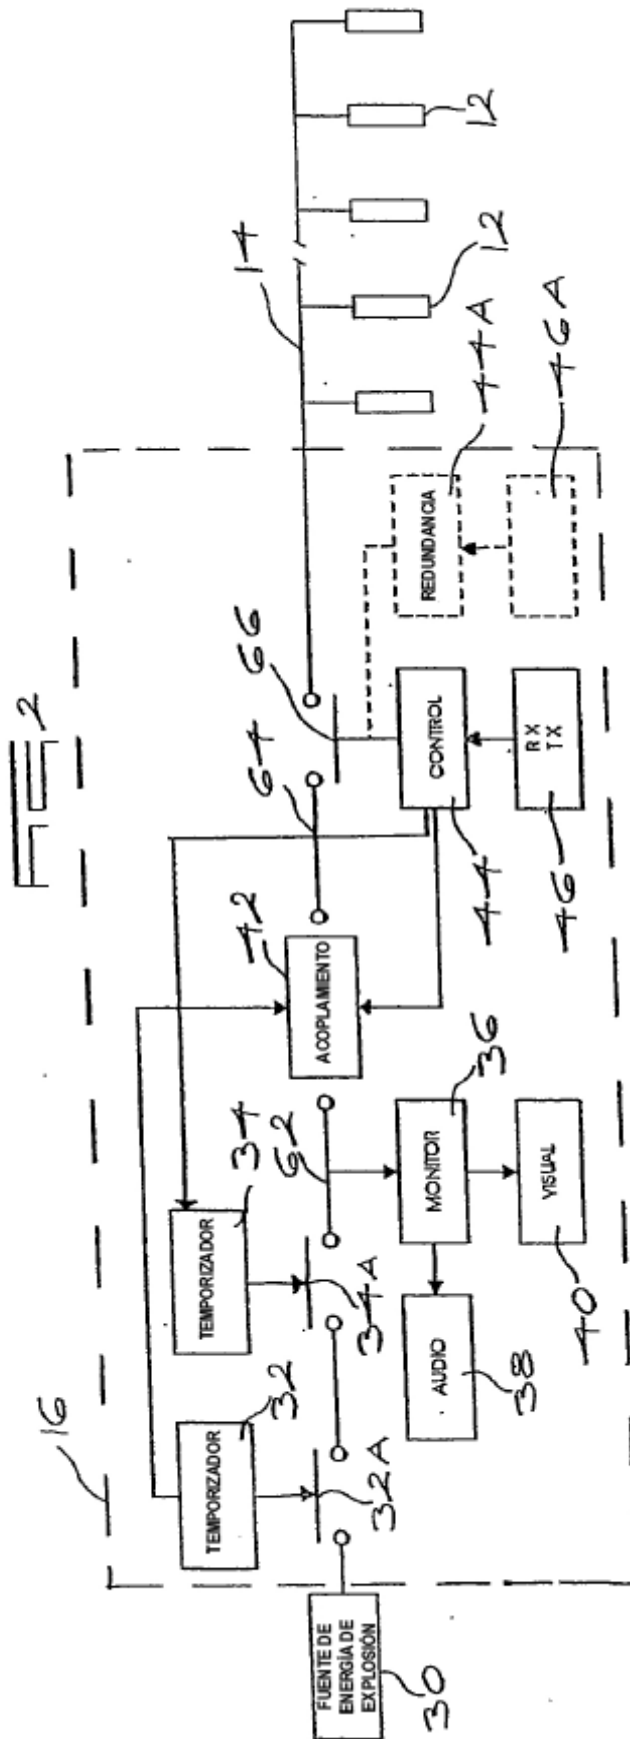 FIG 2
16
14
12
12
TEMPORIZADOR
32
TEMPORIZADOR
34
42
64
66
FUENTE DE
ENERGÍA DE
EXPLOSIÓN
30
32A
34A
62
ACOPLAMIENTO
AUDIO
38
MONITOR
36
VISUAL
40
CONTROL
44
RX
TX
46
REDUNDANCIA
44A
46A